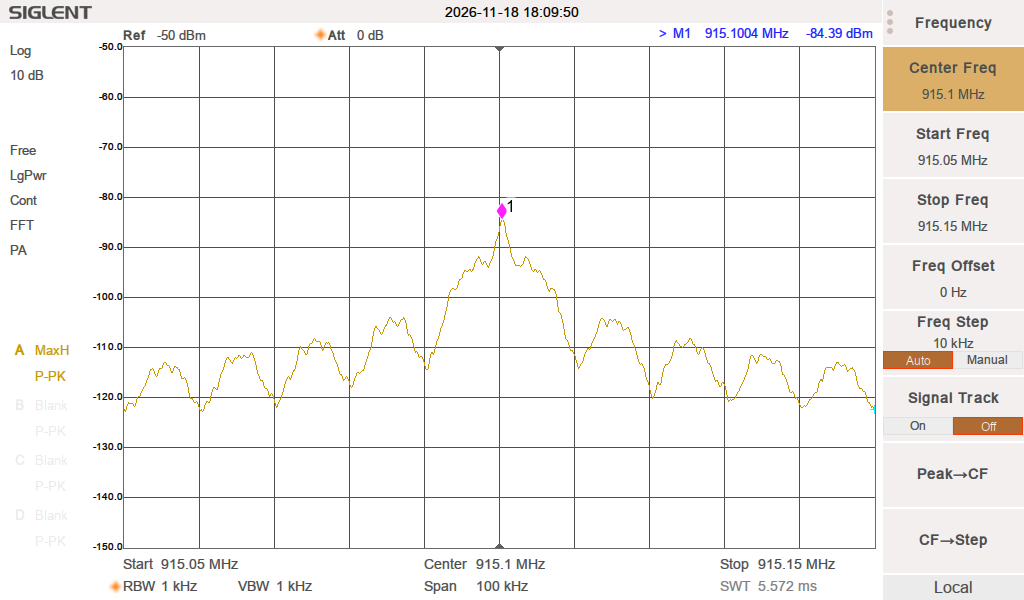 SIGLENT
2026-11-18 18:09:50
Ref -50 dBm
Att 0 dB
> M1 915.1004 MHz -84.39 dBm
Log
10 dB
Free
LgPwr
Cont
FFT
PA
A MaxH
P-PK
B Blank
P-PK
C Blank
P-PK
D Blank
P-PK
-50.0
-60.0
-70.0
-80.0
-90.0
-100.0
-110.0
-120.0
-130.0
-140.0
-150.0
1
Start 915.05 MHz
Center 915.1 MHz
Stop 915.15 MHz
RBW 1 kHz
VBW 1 kHz
Span 100 kHz
SWT 5.572 ms
Frequency
Center Freq
915.1 MHz
Start Freq
915.05 MHz
Stop Freq
915.15 MHz
Freq Offset
0 Hz
Freq Step
10 kHz
Auto Manual
Signal Track
On Off
Peak→CF
CF→Step
Local